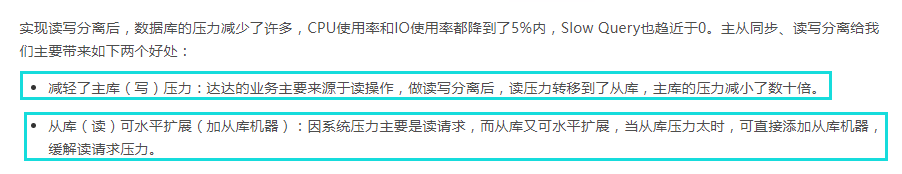 实现读写分离后，数据库的压力减少了许多，CPU使用率和IO使用率都降到了5%内，Slow Query也趋近于0。主从同步、读写分离给我
们主要带来如下两个好处：
• 减轻了主库（写）压力：达达的业务主要来源于读操作，做读写分离后，读压力转移到了从库，主库的压力减小了数十倍。
• 从库（读）可水平扩展（加从库机器）：因系统压力主要是读请求，而从库又可水平扩展，当从库压力太时，可直接添加从库机器，
缓解读请求压力。